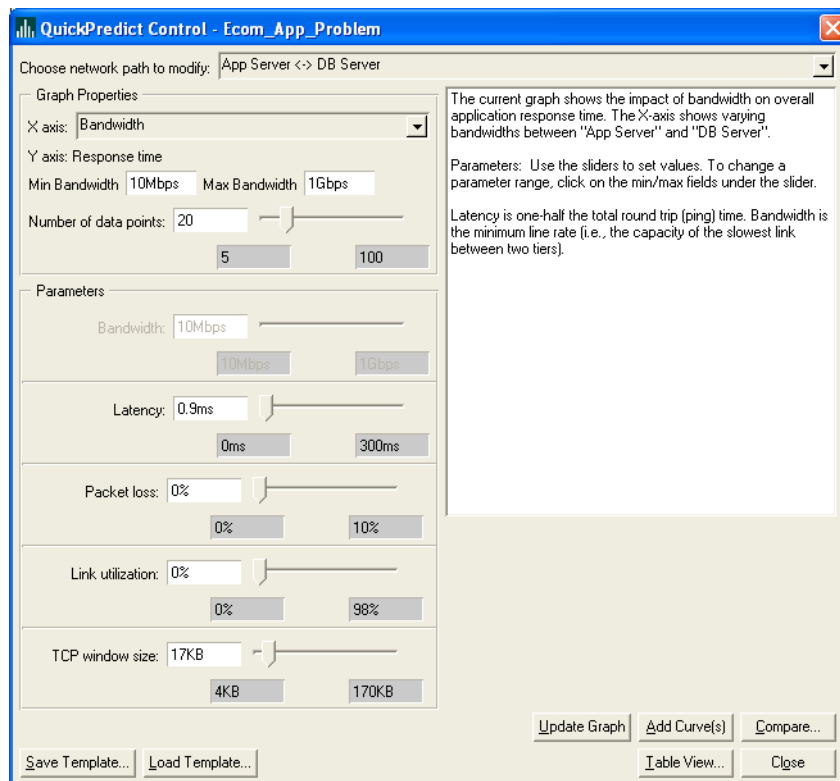 QuickPredict Control - Ecom_App_Problem
Choose network path to modify: App Server <-> DB Server
Graph Properties
X axis: Bandwidth
Y axis: Response time
Min Bandwidth 10Mbps Max Bandwidth 1Gbps
Number of data points: 20
5 100
Parameters
Bandwidth: 10Mbps
10Mbps 1Gbps
Latency: 0.9ms
0ms 300ms
Packet loss: 0%
0% 10%
Link utilization: 0%
0% 98%
TCP window size: 17KB
4KB 170KB
The current graph shows the impact of bandwidth on overall
application response time. The X-axis shows varying
bandwidths between "App Server" and "DB Server".
Parameters: Use the sliders to set values. To change a
parameter range, click on the min/max fields under the slider.
Latency is one-half the total round trip (ping) time. Bandwidth is
the minimum line rate (i.e., the capacity of the slowest link
between two tiers).
Update Graph Add Curve(s) Compare...
Save Template... Load Template... Table View... Close